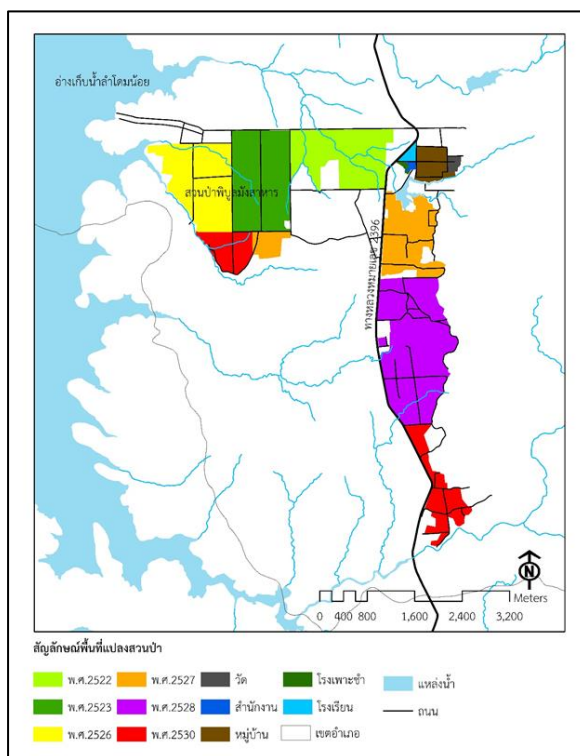 อ่างเก็บน้ำลำโดมน้อย
สวนป่าพิบูลมังสาหาร
ทางหลวงหมายเลข 2396
N
Meters
0 400 800 1,600 2,400 3,200
สัญลักษณ์พื้นที่แปลงสวนป่า
พ.ศ.2522 พ.ศ.2527 วัด โรงเพาะชำ แหล่งน้ำ
พ.ศ.2523 พ.ศ.2528 สำนักงาน โรงเรียน ถนน
พ.ศ.2526 พ.ศ.2530 หมู่บ้าน เขตอำเภอ